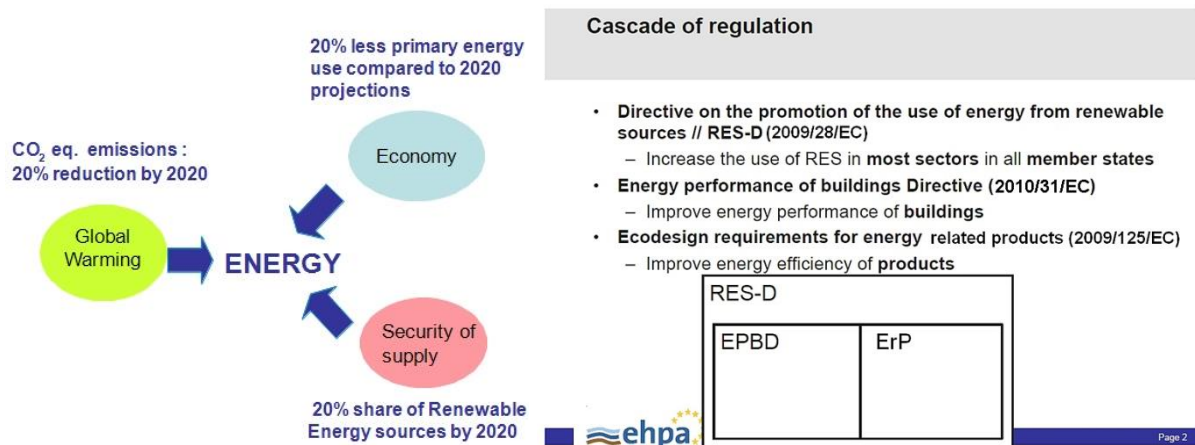 20% less primary energy
use compared to 2020
projections
Economy
CO₂ eq. emissions :
20% reduction by 2020
Global
Warming
ENERGY
Security of
supply
20% share of Renewable
Energy sources by 2020
Cascade of regulation
• Directive on the promotion of the use of energy from renewable
sources // RES-D (2009/28/EC)
– Increase the use of RES in most sectors in all member states
• Energy performance of buildings Directive (2010/31/EC)
– Improve energy performance of buildings
• Ecodesign requirements for energy related products (2009/125/EC)
– Improve energy efficiency of products
RES-D
EPBD
ErP
ehpa
Page 2